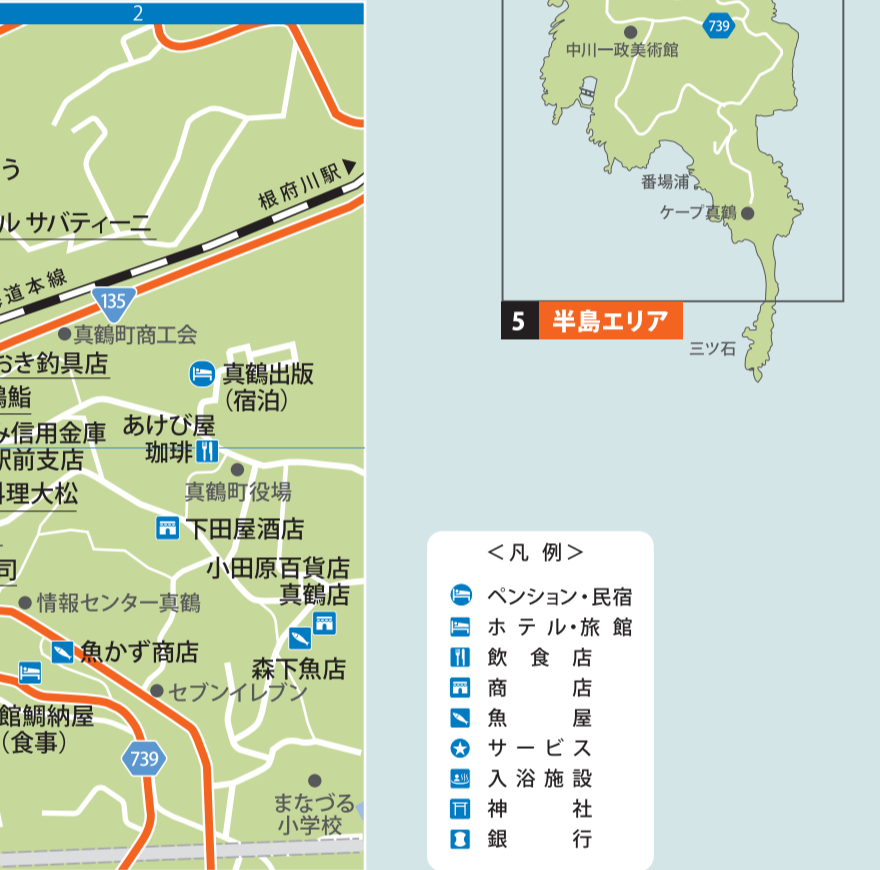 2
う
ル サバティーニ
根府川駅▶
道本線
135
真鶴町商工会
おき釣具店
鮨
真鶴出版
（宿泊）
あけび屋
珈琲
み信用金庫
駅前支店
料理大松
真鶴町役場
下田屋酒店
司
小田原百貨店
真鶴店
情報センター真鶴
魚かず商店
森下魚店
セブンイレブン
館鯛納屋
（食事）
739
まなづる
小学校
739
中川一政美術館
番場浦
ケープ真鶴
5 半島エリア
三ツ石
＜凡 例＞
ペンション・民宿
ホテル・旅館
飲食店
商店
魚屋
サービス
入浴施設
神社
銀行